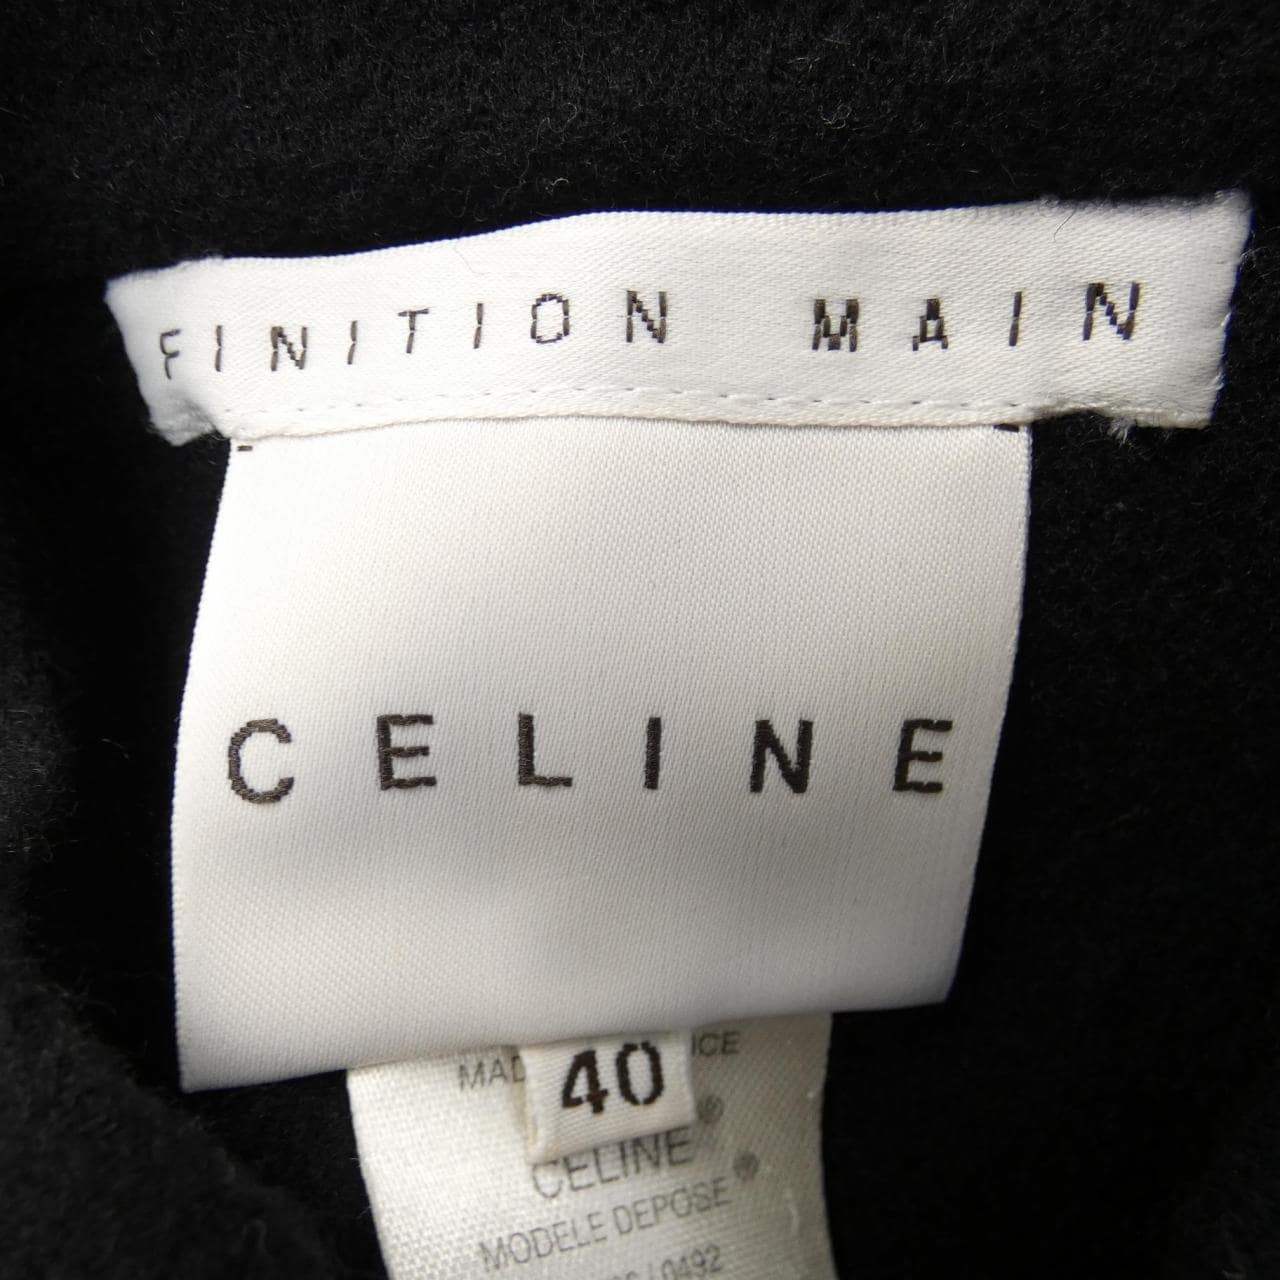 FINITION MAIN
CELINE
40
CELINE
MODELE DEPOSE